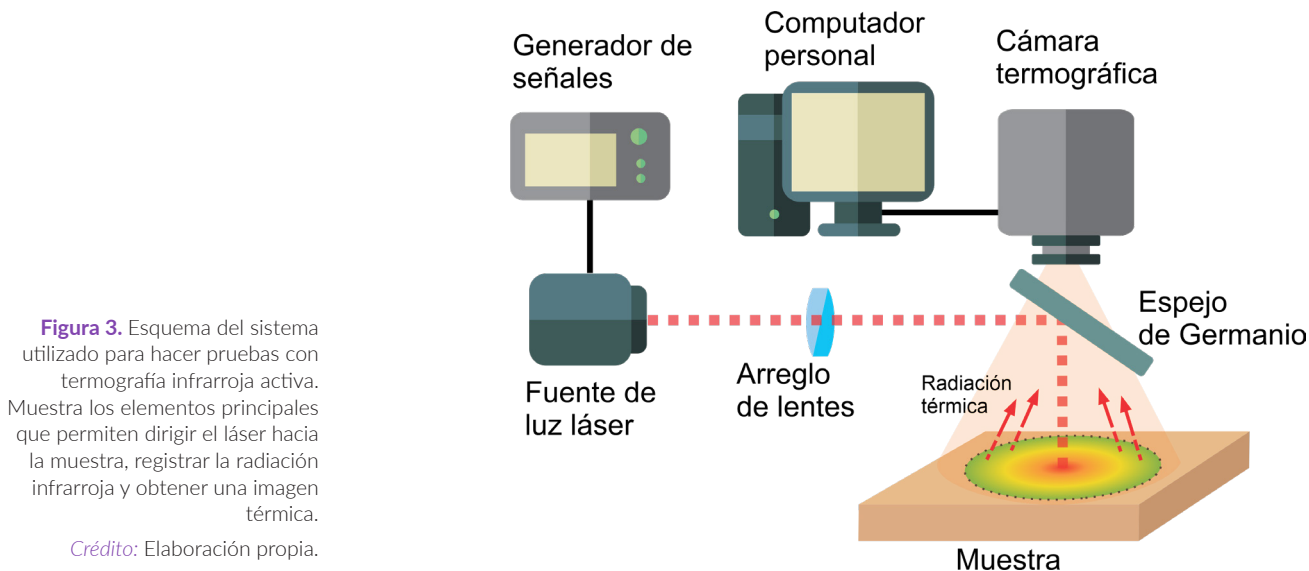 Generador de
señales
Computador
personal
Cámara
termográfica
Espejo
de Germanio
Fuente de
luz láser
Arreglo
de lentes
Radiación
térmica
Muestra
Figura 3. Esquema del sistema
utilizado para hacer pruebas con
termografía infrarroja activa.
Muestra los elementos principales
que permiten dirigir el láser hacia
la muestra, registrar la radiación
infrarroja y obtener una imagen
térmica.
Crédito: Elaboración propia.